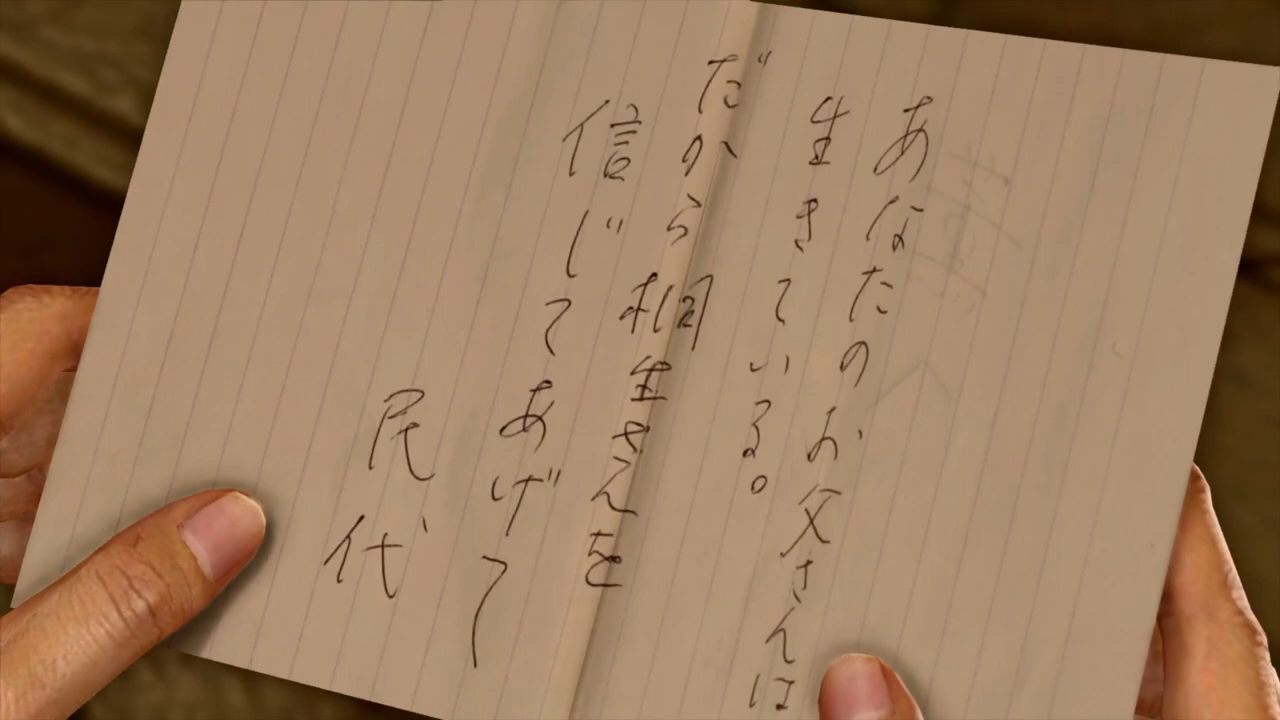 あなたのお父さんは
生きている。
だから桐生さんを
信じてあげて
民代